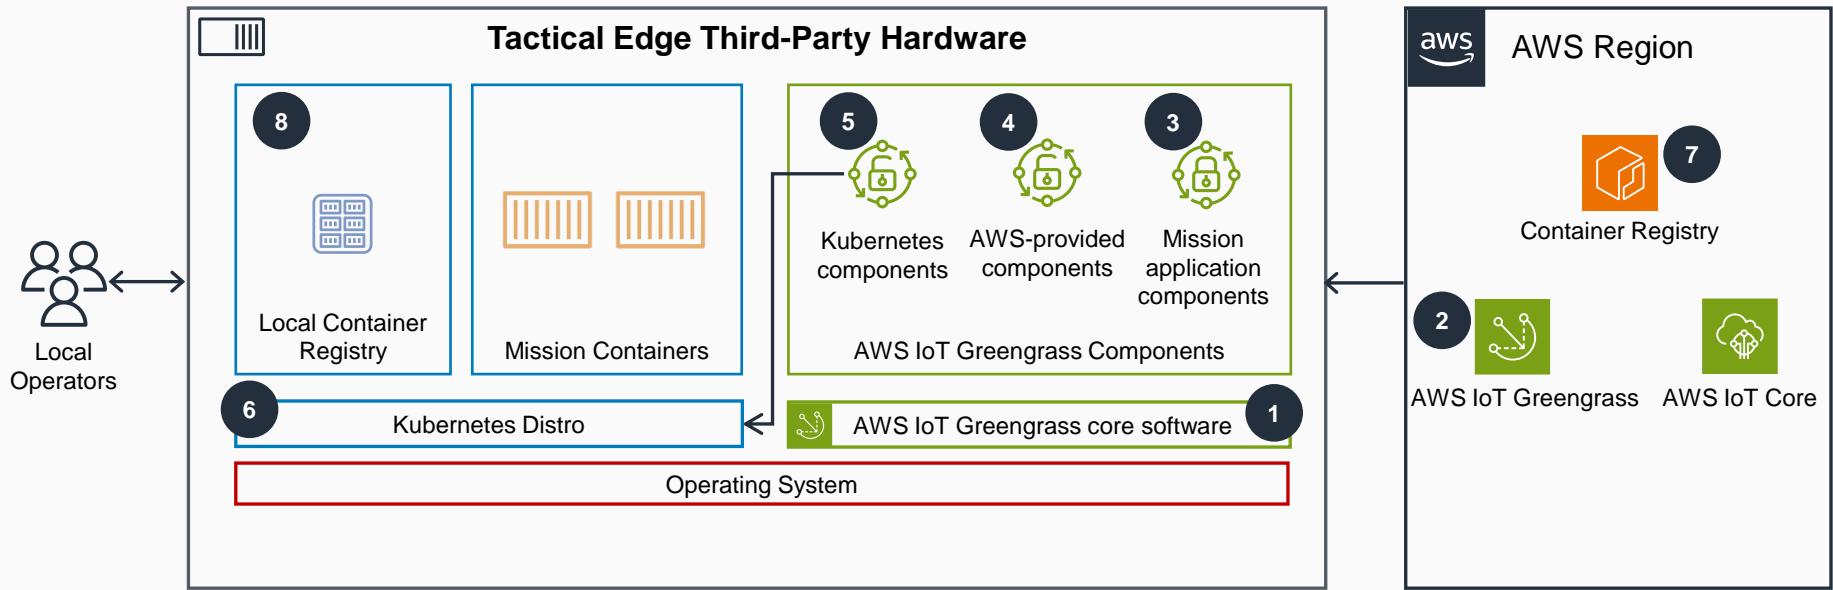 Tactical Edge Third-Party Hardware
aws
AWS Region
8
5
4
3
7
Kubernetes
components
AWS-provided
components
Mission
application
components
Container Registry
Local
Operators
Local Container
Registry
Mission Containers
AWS IoT Greengrass Components
2
AWS IoT Greengrass
AWS IoT Core
6
Kubernetes Distro
AWS IoT Greengrass core software
1
Operating System